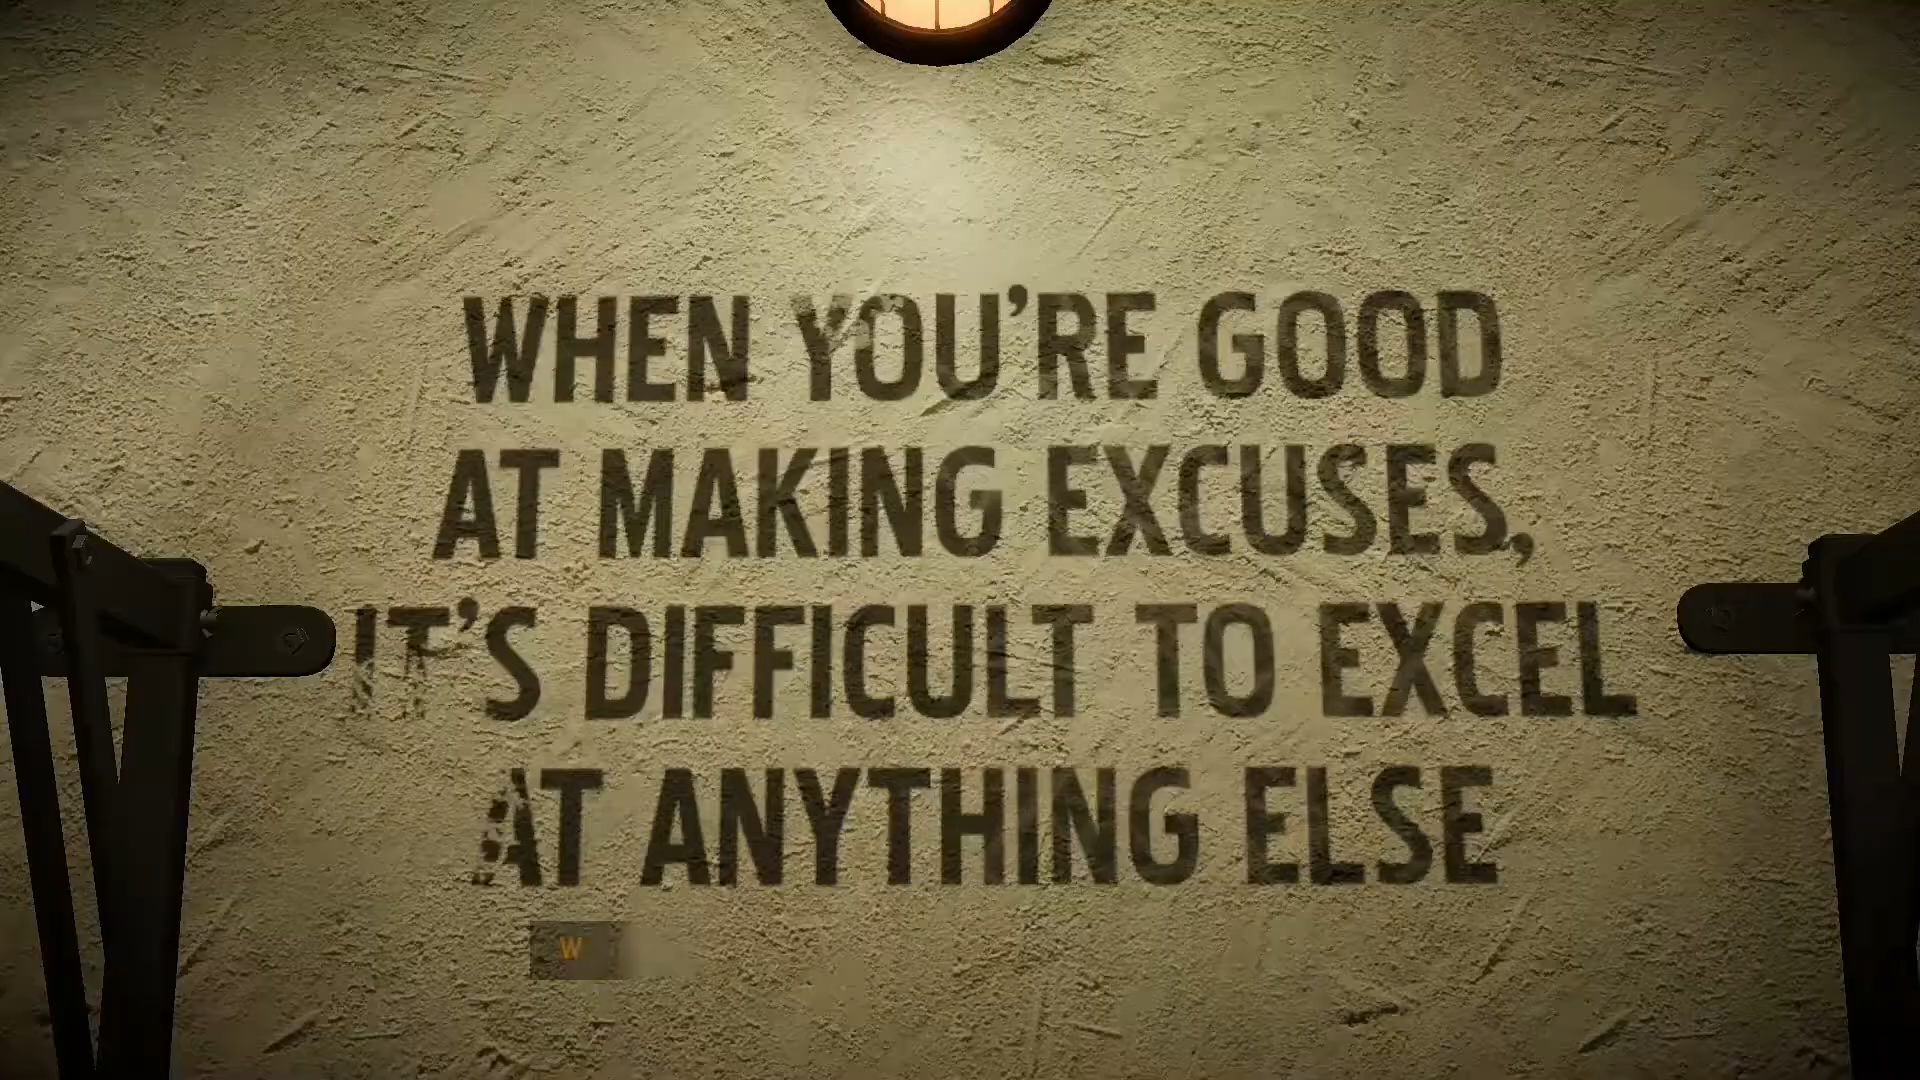 WHEN YOU'RE GOOD
AT MAKING EXCUSES,
IT'S DIFFICULT TO EXCEL
AT ANYTHING ELSE
W